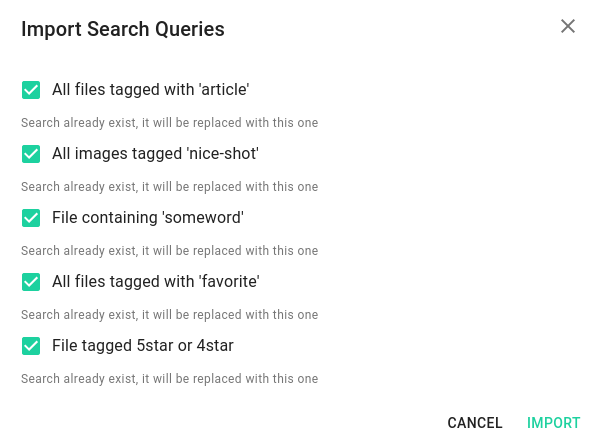 Import Search Queries
All files tagged with 'article'
Search already exist, it will be replaced with this one
All images tagged 'nice-shot'
Search already exist, it will be replaced with this one
File containing 'someword'
Search already exist, it will be replaced with this one
All files tagged with 'favorite'
Search already exist, it will be replaced with this one
File tagged 5star or 4star
Search already exist, it will be replaced with this one
CANCEL IMPORT